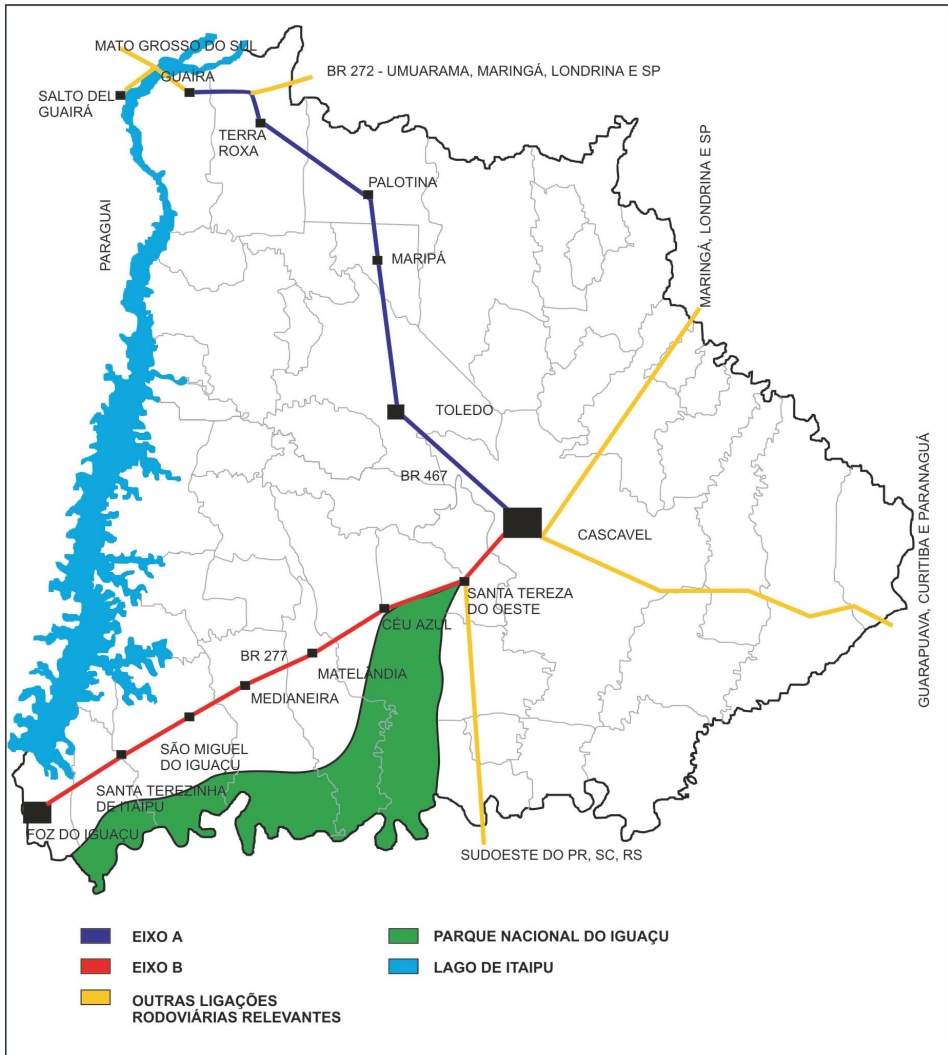 MATO GROSSO DO SUL
GUAÍRA
BR 272 - UMUARAMA, MARINGÁ, LONDRINA E SP
SALTO DEL
GUAIRÁ
TERRA
ROXA
PALOTINA
PARAGUAI
MARIPÁ
MARINGÁ, LONDRINA E SP
TOLEDO
BR 467
CASCAVEL
SANTA TEREZA
DO OESTE
GUARAPUAVA, CURITIBA E PARANAGUÁ
CÉU AZUL
BR 277
MATELÂNDIA
MEDIANEIRA
SÃO MIGUEL
DO IGUAÇU
SANTA TEREZINHA
DE ITAIPU
FOZ DO IGUAÇU
SUDOESTE DO PR, SC, RS
EIXO A
EIXO B
OUTRAS LIGAÇÕES
RODOVIÁRIAS RELEVANTES
PARQUE NACIONAL DO IGUAÇU
LAGO DE ITAIPU